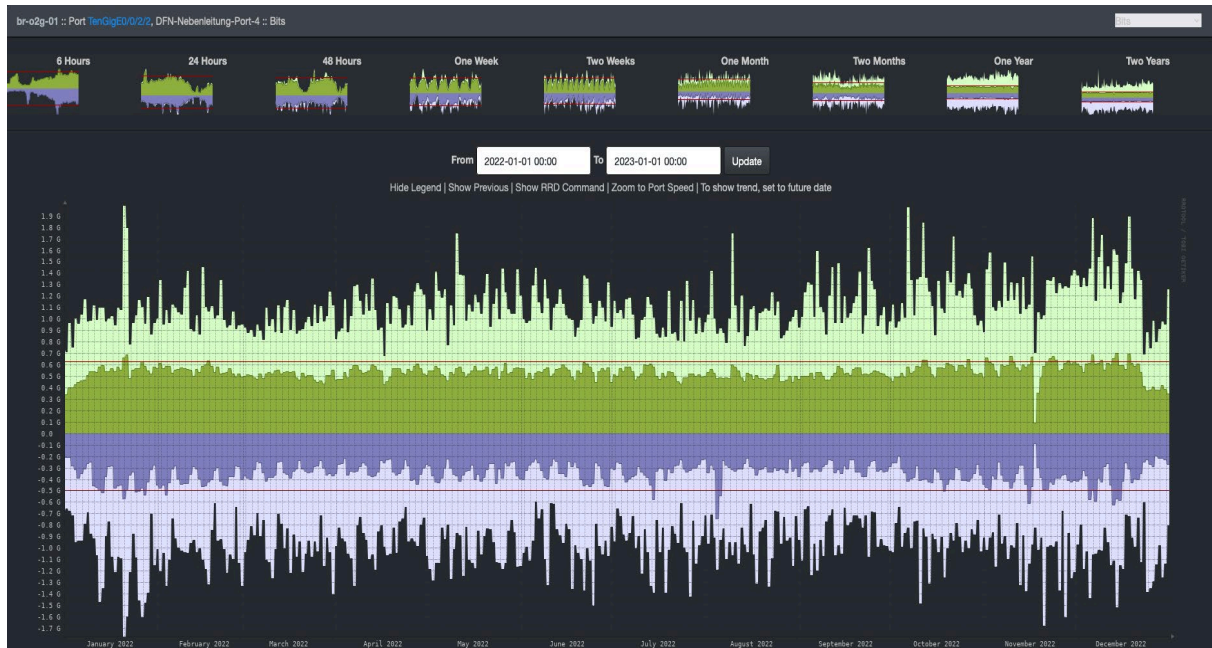 br-o2g-01 :: Port TenGigE0/0/2/2, DFN-Nebenleitung-Port-4 :: Bits
Bits
6 Hours 24 Hours 48 Hours One Week Two Weeks One Month Two Months One Year Two Years
From 2022-01-01 00:00 To 2023-01-01 00:00 Update
Hide Legend | Show Previous | Show RRD Command | Zoom to Port Speed | To show trend, set to future date
RRDTOOL / TOBI OETIKER
1.9 G
1.8 G
1.7 G
1.6 G
1.5 G
1.4 G
1.3 G
1.2 G
1.1 G
1.0 G
0.9 G
0.8 G
0.7 G
0.6 G
0.5 G
0.4 G
0.3 G
0.2 G
0.1 G
0.0
-0.1 G
-0.2 G
-0.3 G
-0.4 G
-0.5 G
-0.6 G
-0.7 G
-0.8 G
-0.9 G
-1.0 G
-1.1 G
-1.2 G
-1.3 G
-1.4 G
-1.5 G
-1.6 G
-1.7 G
January 2022 February 2022 March 2022 April 2022 May 2022 June 2022 July 2022 August 2022 September 2022 October 2022 November 2022 December 2022